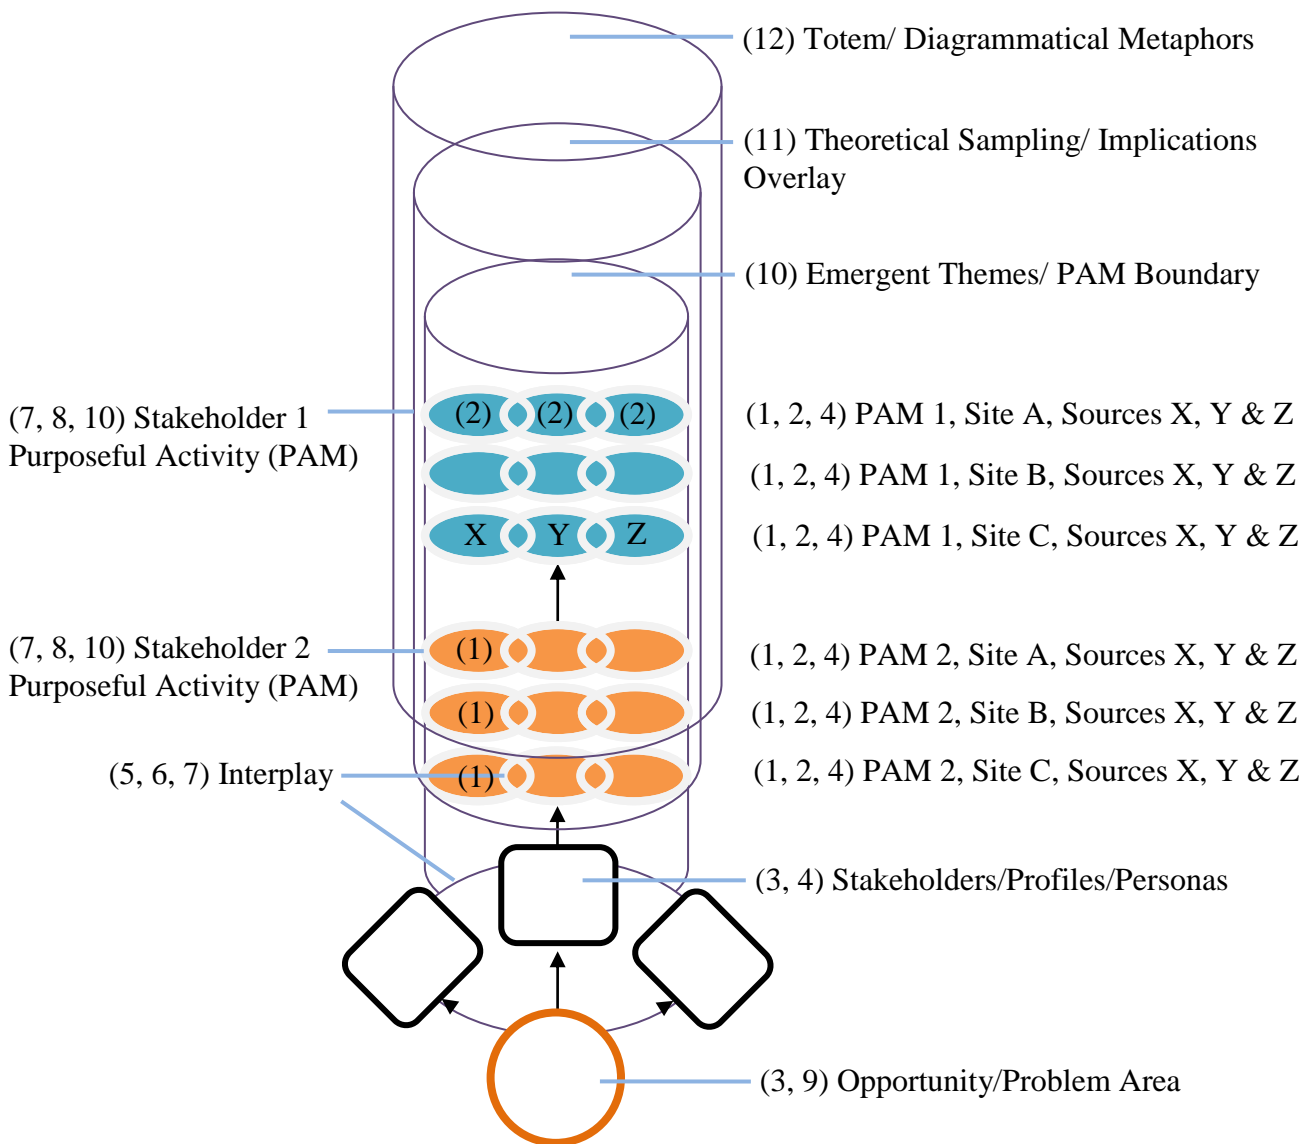 (12) Totem/ Diagrammatical Metaphors
(11) Theoretical Sampling/ Implications
Overlay
(10) Emergent Themes/ PAM Boundary
(7, 8, 10) Stakeholder 1
Purposeful Activity (PAM)
(2) (2) (2)
(1, 2, 4) PAM 1, Site A, Sources X, Y & Z
(1, 2, 4) PAM 1, Site B, Sources X, Y & Z
X Y Z
(1, 2, 4) PAM 1, Site C, Sources X, Y & Z
(7, 8, 10) Stakeholder 2
Purposeful Activity (PAM)
(1)
(1, 2, 4) PAM 2, Site A, Sources X, Y & Z
(1)
(1, 2, 4) PAM 2, Site B, Sources X, Y & Z
(5, 6, 7) Interplay
(1)
(1, 2, 4) PAM 2, Site C, Sources X, Y & Z
(3, 4) Stakeholders/Profiles/Personas
(3, 9) Opportunity/Problem Area